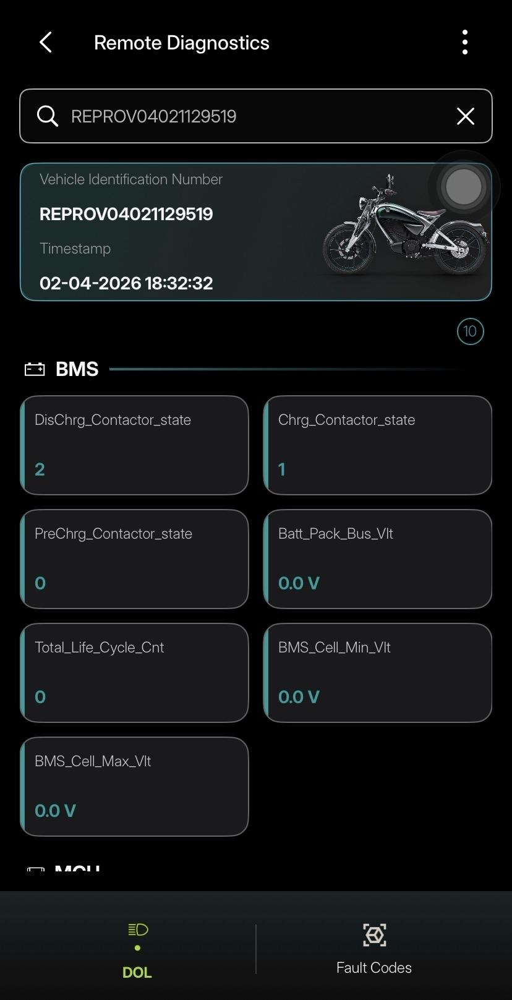 Remote Diagnostics
REPROV04021129519
Vehicle Identification Number
REPROV04021129519
Timestamp
02-04-2026 18:32:32
10
BMS
DisChrg_Contactor_state
Chrg_Contactor_state
2
1
PreChrg_Contactor_state
Batt_Pack_Bus_Vlt
0
0.0 V
Total_Life_Cycle_Cnt
BMS_Cell_Min_Vlt
0
0.0 V
BMS_Cell_Max_Vlt
0.0 V
DOL
Fault Codes